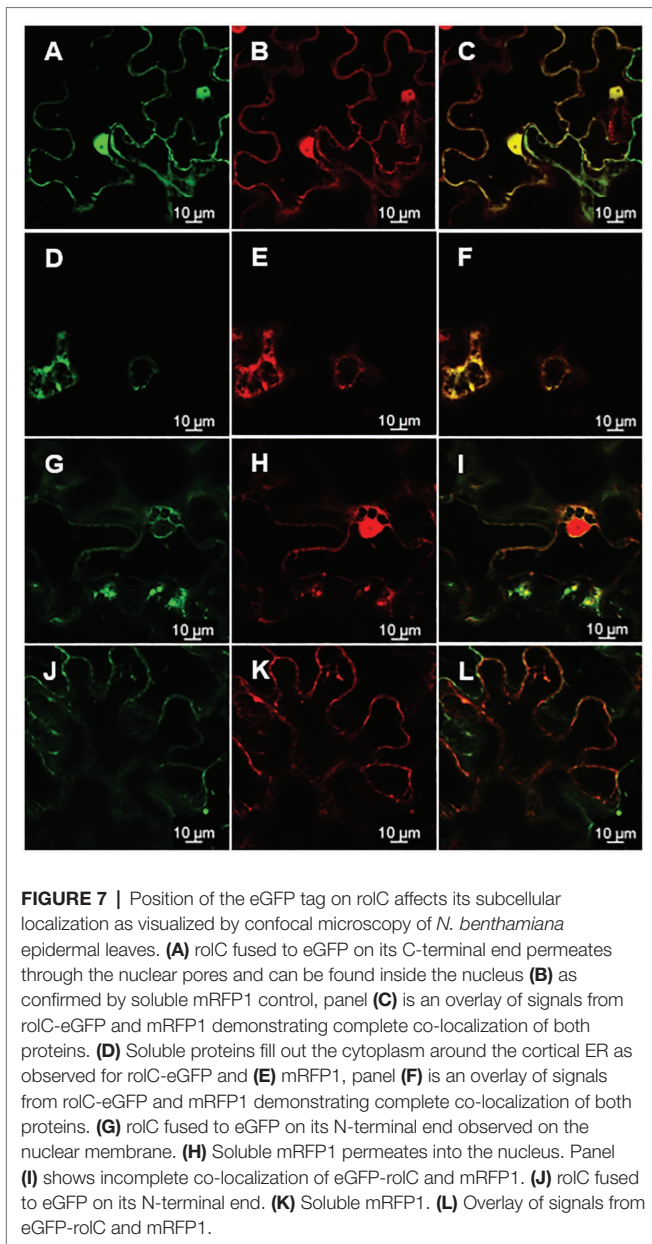 A B C
10 µm 10 µm 10 µm
D E F
10 µm 10 µm 10 µm
G H I
10 µm 10 µm 10 µm
J K L
10 µm 10 µm 10 µm
FIGURE 7 | Position of the eGFP tag on rolC affects its subcellular
localization as visualized by confocal microscopy of N. benthamiana
epidermal leaves. (A) rolC fused to eGFP on its C-terminal end permeates
through the nuclear pores and can be found inside the nucleus (B) as
confirmed by soluble mRFP1 control, panel (C) is an overlay of signals from
rolC-eGFP and mRFP1 demonstrating complete co-localization of both
proteins. (D) Soluble proteins fill out the cytoplasm around the cortical ER as
observed for rolC-eGFP and (E) mRFP1, panel (F) is an overlay of signals
from rolC-eGFP and mRFP1 demonstrating complete co-localization of both
proteins. (G) rolC fused to eGFP on its N-terminal end observed on the
nuclear membrane. (H) Soluble mRFP1 permeates into the nucleus. Panel
(I) shows incomplete co-localization of eGFP-rolC and mRFP1. (J) rolC fused
to eGFP on its N-terminal end. (K) Soluble mRFP1. (L) Overlay of signals from
eGFP-rolC and mRFP1.